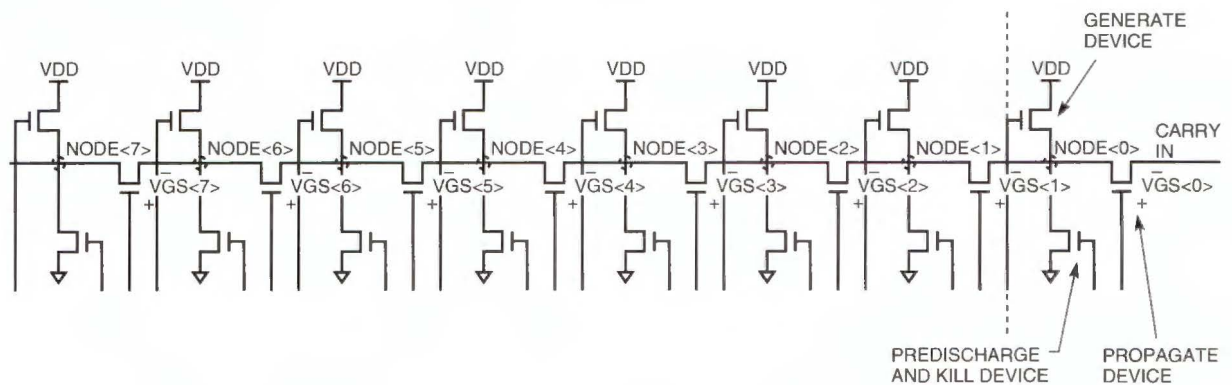 GENERATE
DEVICE
VDD VDD VDD VDD VDD VDD VDD VDD
CARRY
IN
NODE<7> NODE<6> NODE<5> NODE<4> NODE<3> NODE<2> NODE<1> NODE<0>
− − − − − − − −
VGS<7> VGS<6> VGS<5> VGS<4> VGS<3> VGS<2> VGS<1> VGS<0>
+ + + + + + + +
PREDISCHARGE
AND KILL DEVICE
PROPAGATE
DEVICE